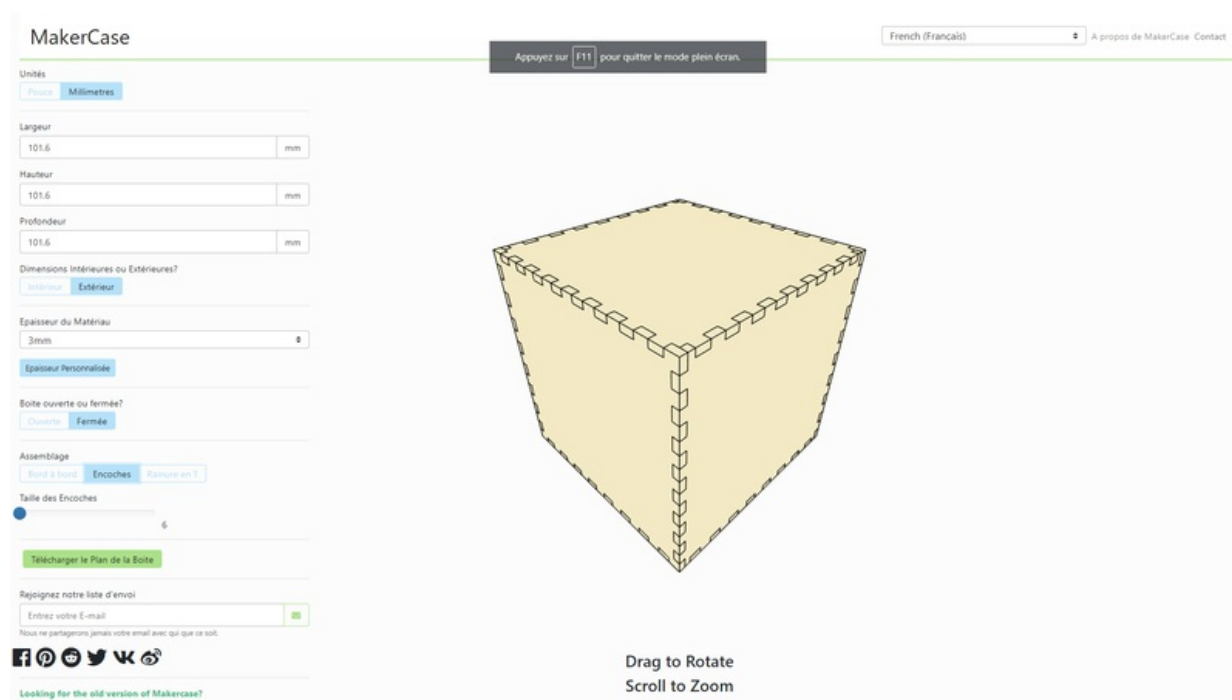 MakerCase
French (Français)
A propos de MakerCase Contact
Appuyez sur F11 pour quitter le mode plein écran.
Unités
Pouce Millimetres
Largeur
101.6 mm
Hauteur
101.6 mm
Profondeur
101.6 mm
Dimensions Intérieures ou Extérieures?
Intérieur Extérieur
Epaisseur du Matériau
3mm
Epaisseur Personnalisée
Boite ouverte ou fermée?
Ouverte Fermée
Assemblage
Bord à bord Encoches Rainure en T
Taille des Encoches
6
Télécharger le Plan de la Boite
Rejoignez notre liste d'envoi
Entrez votre E-mail
Nous ne partagerons jamais votre email avec qui que ce soit.
Looking for the old version of Makercase?
Drag to Rotate
Scroll to Zoom